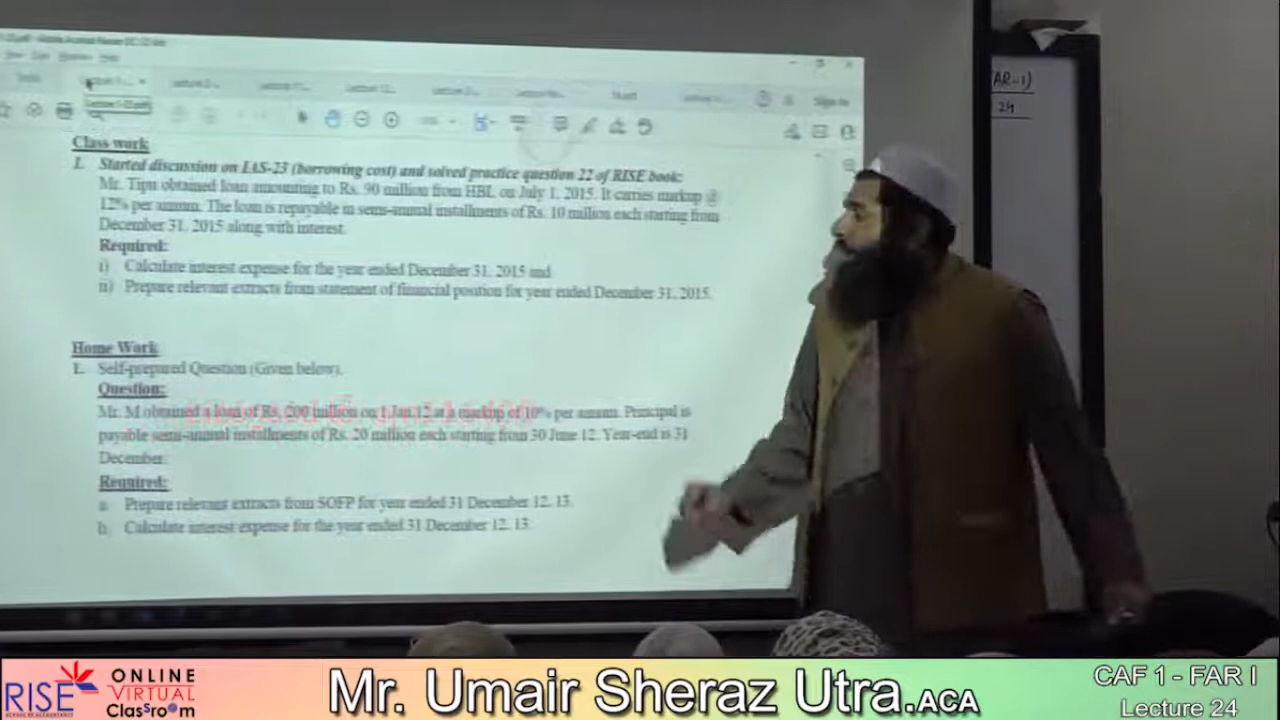 (AR-1)
24
Sign In
Class work
1. Started discussion on IAS-23 (borrowing cost) and solved practice question 22 of RISE book:
Mr. Tipu obtained loan amounting to Rs. 90 million from HBL on July 1, 2015. It carries markup @
12% per annum. The loan is repayable in semi-annual installments of Rs. 10 million each starting from
December 31, 2015 along with interest.
Required:
i) Calculate interest expense for the year ended December 31, 2015 and
ii) Prepare relevant extracts from statement of financial position for year ended December 31, 2015.
Home Work
1. Self-prepared Question (Given below).
Question:
Mr. M obtained a loan of Rs. 200 million on 1 Jan 12 at a markup of 10% per annum. Principal is
payable semi-annual installments of Rs. 20 million each starting from 30 June 12. Year-end is 31
December.
Required:
a. Prepare relevant extracts from SOFP for year ended 31 December 12, 13.
b. Calculate interest expense for the year ended 31 December 12, 13.
RISE
SCHOOL OF ACCOUNTANCY
ONLINE
VIRTUAL
Classroom
Mr. Umair Sheraz Utra.ACA
CAF 1 - FAR I
Lecture 24